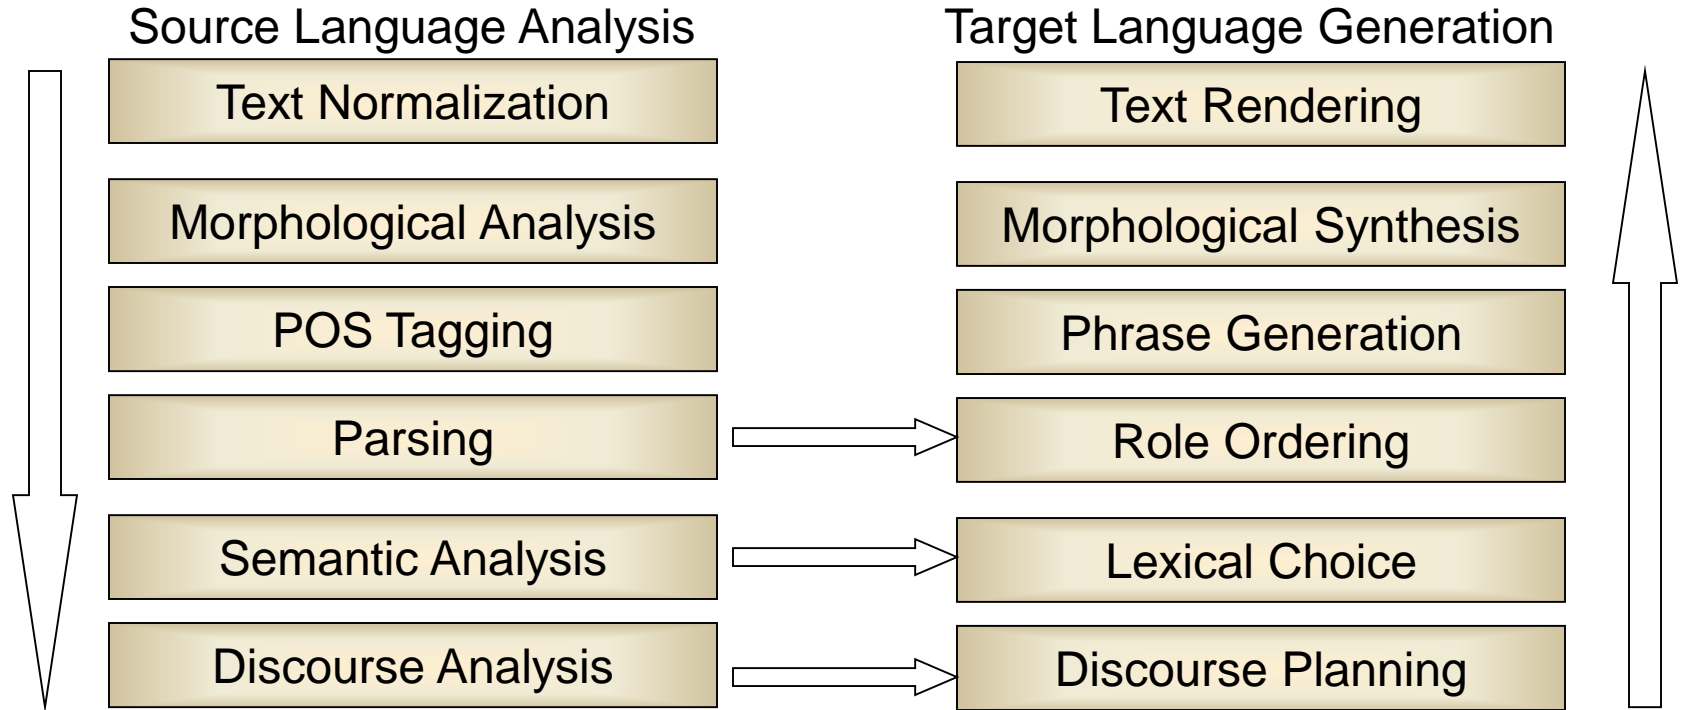 Source Language Analysis
Text Normalization
Morphological Analysis
POS Tagging
Parsing
Semantic Analysis
Discourse Analysis
Target Language Generation
Text Rendering
Morphological Synthesis
Phrase Generation
Role Ordering
Lexical Choice
Discourse Planning